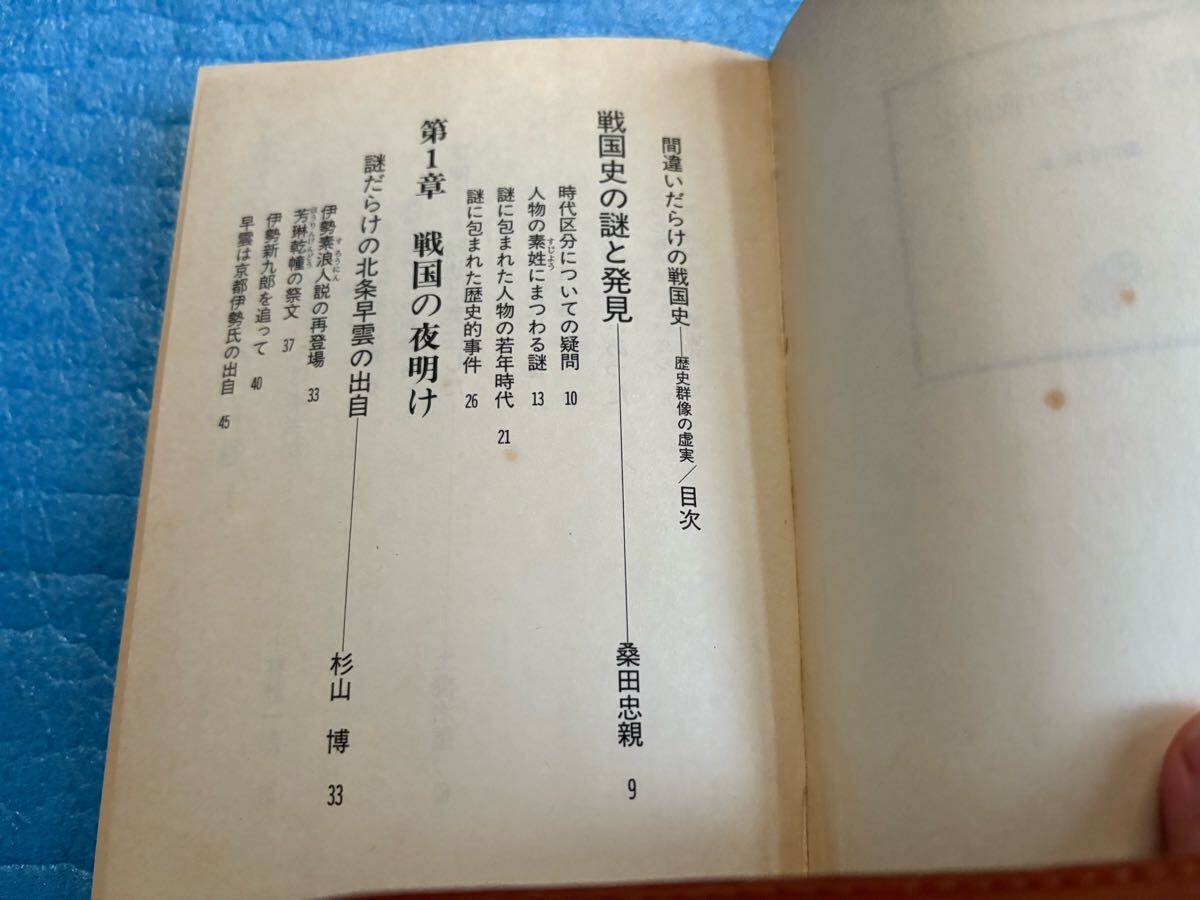 間違いだらけの戦国史――歴史群像の虚実/目次
戦国史の謎と発見――桑田忠親 9
時代区分についての疑問 10
人物の素姓にまつわる謎 13
謎に包まれた人物の若年時代 21
謎に包まれた歴史的事件 26
第1章 戦国の夜明け
謎だらけの北条早雲の出自――杉山 博 33
伊勢素浪人説の再登場 33
芳琳乾幢の祭文 37
伊勢新九郎を追って 40
早雲は京都伊勢氏の出自 45